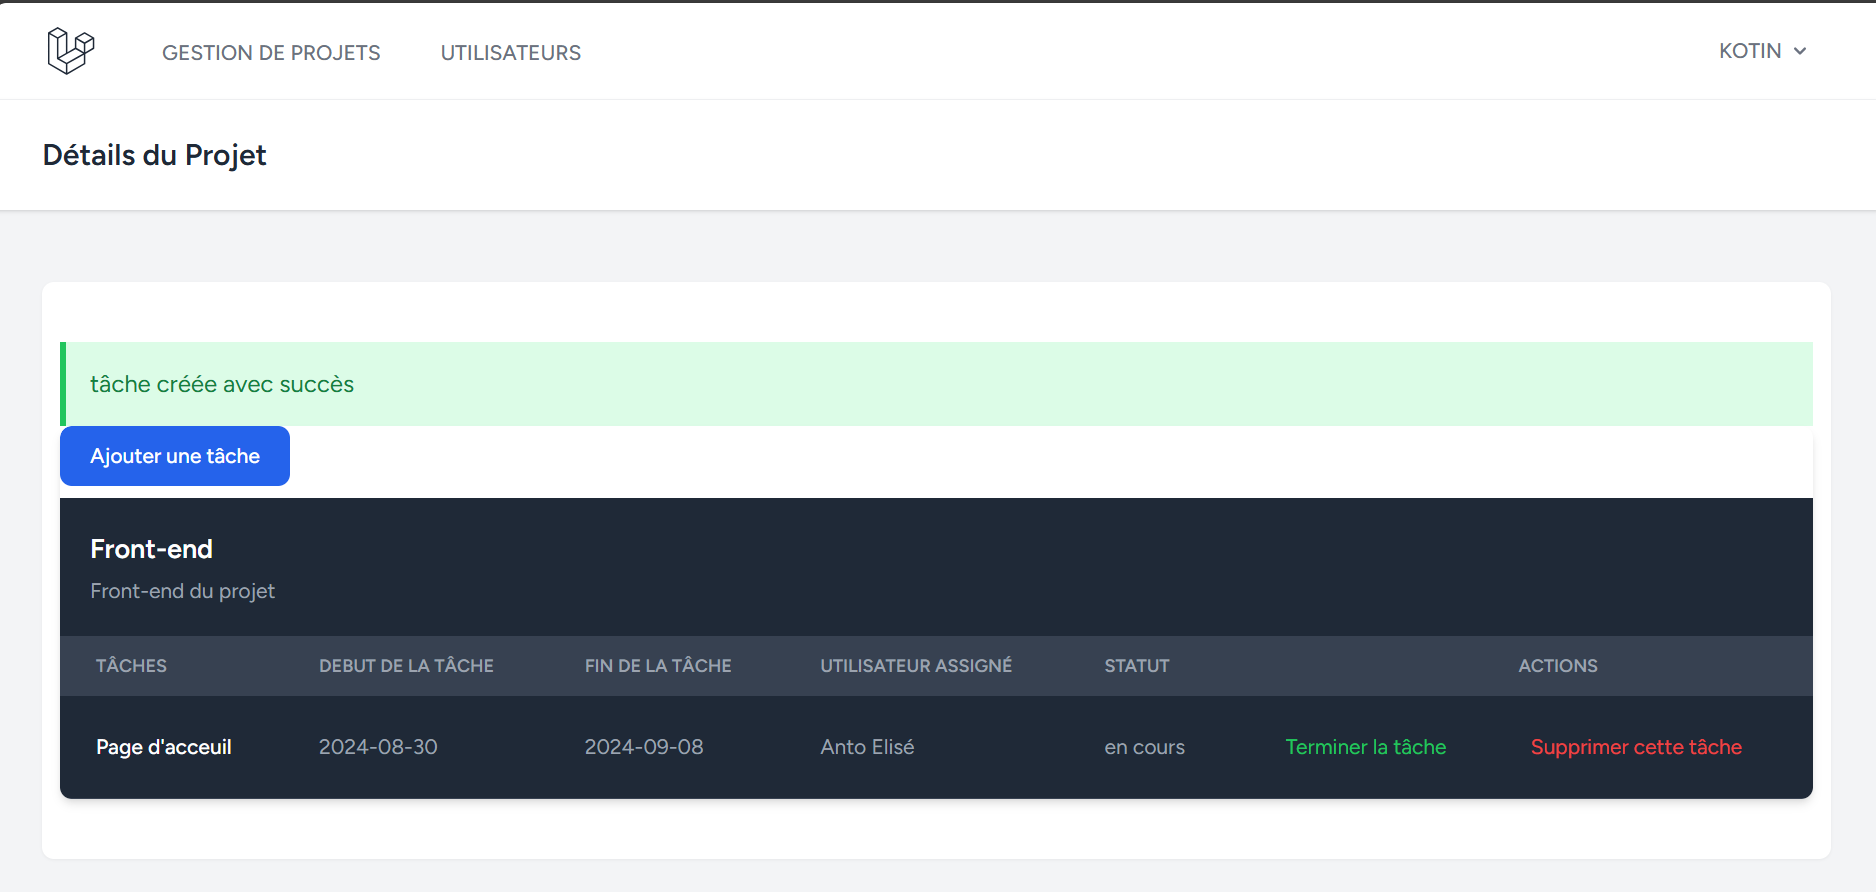 GESTION DE PROJETS
UTILISATEURS
KOTIN
Détails du Projet
tâche créée avec succès
Ajouter une tâche
Front-end
Front-end du projet
TÂCHES DEBUT DE LA TÂCHE FIN DE LA TÂCHE UTILISATEUR ASSIGNÉ STATUT ACTIONS
Page d'acceuil 2024-08-30 2024-09-08 Anto Elisé en cours Terminer la tâche Supprimer cette tâche